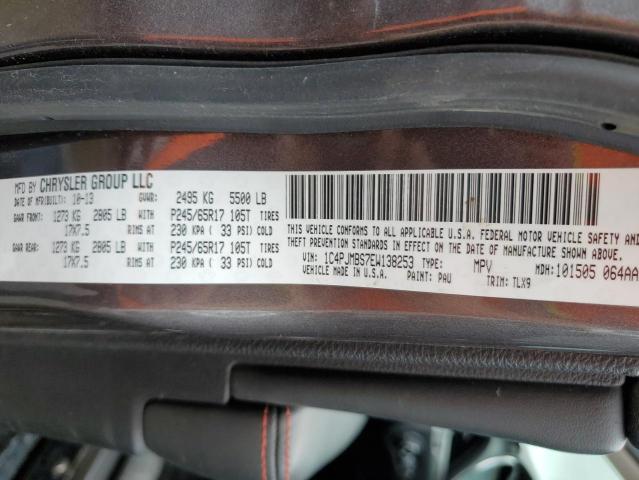 MFD BY CHRYSLER GROUP LLC
DATE OF MFR(BUILT): 10-13 GVWR: 2495 KG 5500 LB
GAWR FRONT: 1273 KG 2805 LB WITH P245/65R17 105T TIRES
17X7.5 RIMS AT 230 KPA ( 33 PSI) COLD
GAWR REAR: 1273 KG 2805 LB WITH P245/65R17 105T TIRES
17X7.5 RIMS AT 230 KPA ( 33 PSI) COLD
THIS VEHICLE CONFORMS TO ALL APPLICABLE U.S.A. FEDERAL MOTOR VEHICLE SAFETY AND
THEFT PREVENTION STANDARDS IN EFFECT ON THE DATE OF MANUFACTURE SHOWN ABOVE
VIN: 1C4PJMBS7EW138253 TYPE: MPV MDH: 101505 064AA
PAINT: PAU TRIM: TLX9